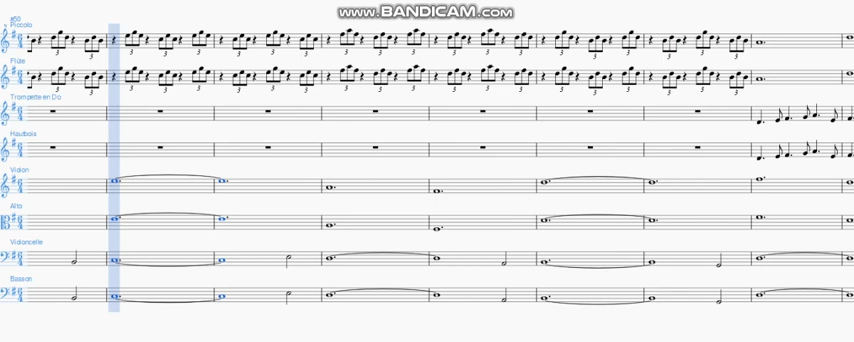 WWW.BANDICAM.COM
Piccolo
Flûte
Trompette en Do
Hautbois
Violon
Alto
Violoncelle
Basson